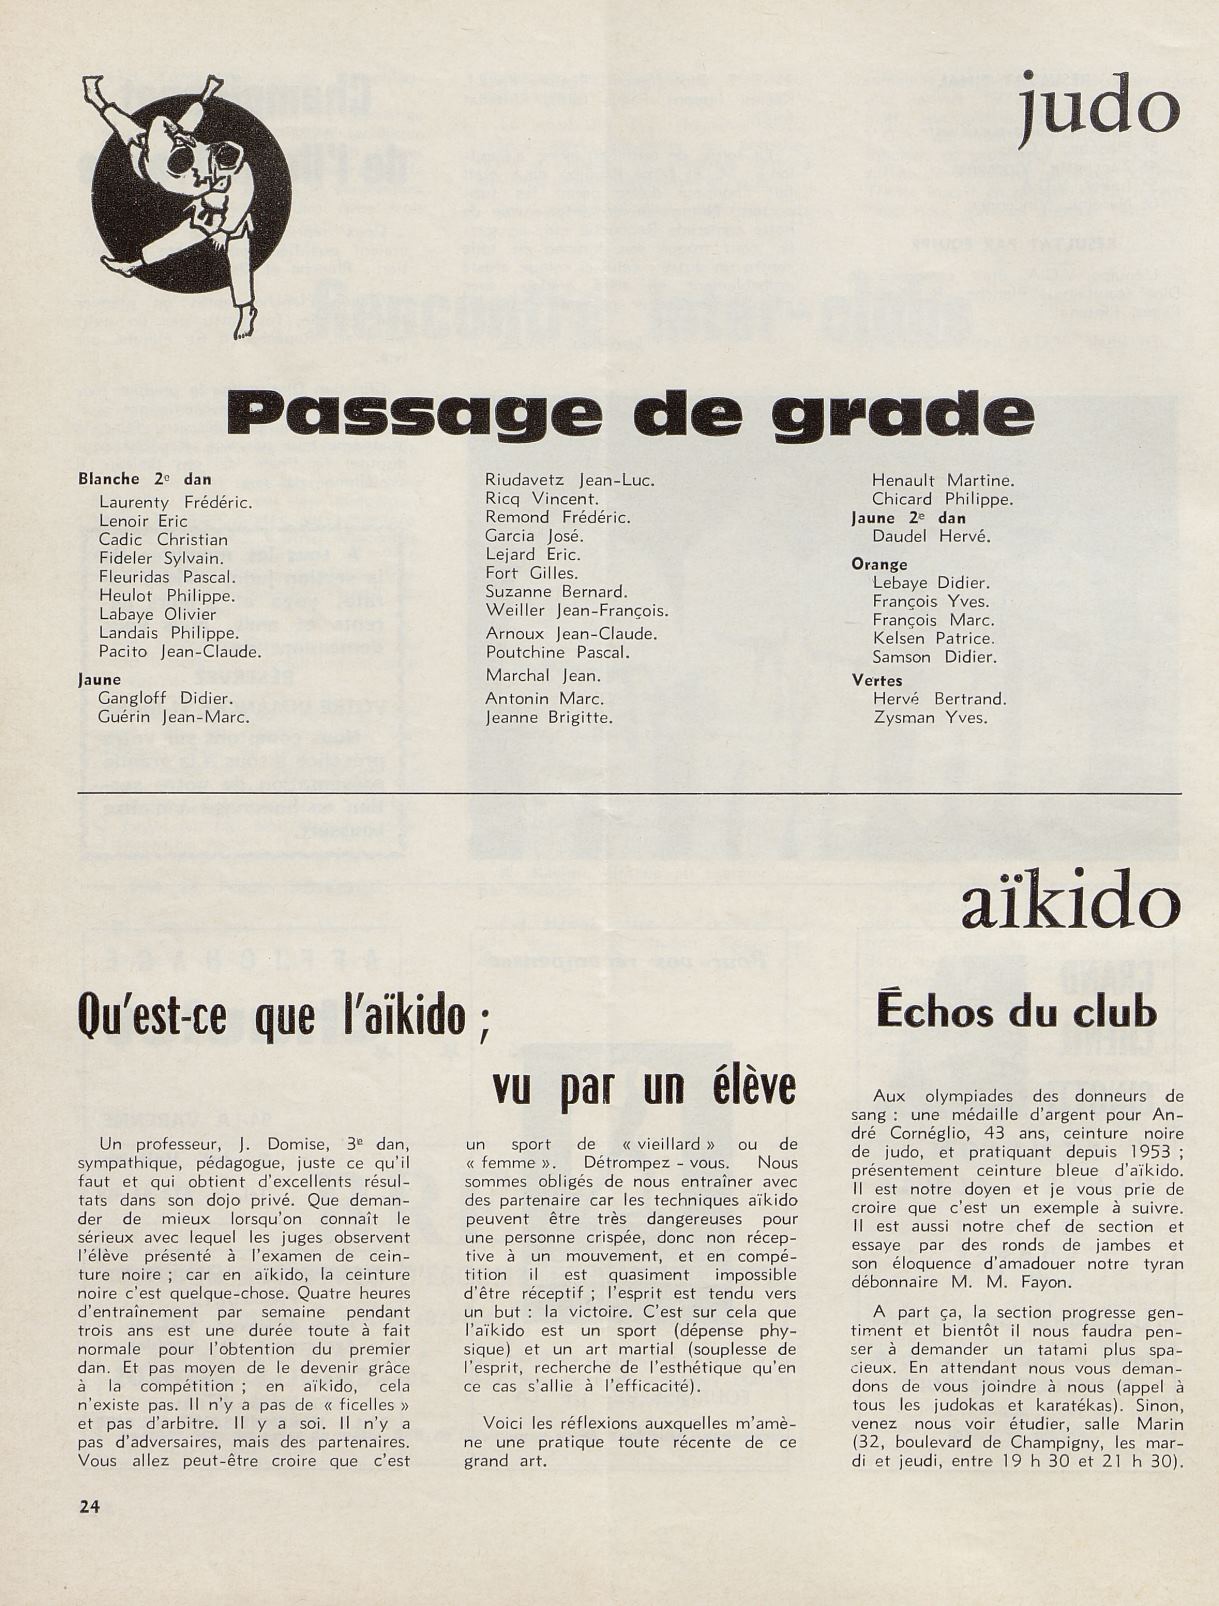 judo
Passage de grade
Blanche 2e dan
Laurenty Frédéric.
Lenoir Eric
Cadic Christian
Fideler Sylvain.
Fleuridas Pascal.
Heulot Philippe.
Labaye Olivier
Landais Philippe.
Pacito Jean-Claude.
Jaune
Gangloff Didier.
Guérin Jean-Marc.
Riudavetz Jean-Luc.
Ricq Vincent.
Remond Frédéric.
Garcia José.
Lejard Eric.
Fort Gilles.
Suzanne Bernard.
Weiller Jean-François.
Arnoux Jean-Claude.
Poutchine Pascal.
Marchal Jean.
Antonin Marc.
Jeanne Brigitte.
Henault Martine.
Chicard Philippe.
Jaune 2e dan
Daudel Hervé.
Orange
Lebaye Didier.
François Yves.
François Marc.
Kelsen Patrice.
Samson Didier.
Vertes
Hervé Bertrand.
Zysman Yves.
aïkido
Qu'est-ce que l'aïkido ;
vu par un élève
Un professeur, J. Domise, 3e dan,
sympathique, pédagogue, juste ce qu'il
faut et qui obtient d'excellents résul-
tats dans son dojo privé. Que deman-
der de mieux lorsqu'on connaît le
sérieux avec lequel les juges observent
l'élève présenté à l'examen de cein-
ture noire ; car en aïkido, la ceinture
noire c'est quelque-chose. Quatre heures
d'entraînement par semaine pendant
trois ans est une durée toute à fait
normale pour l'obtention du premier
dan. Et pas moyen de le devenir grâce
à la compétition ; en aïkido, cela
n'existe pas. Il n'y a pas de « ficelles »
et pas d'arbitre. Il y a soi. Il n'y a
pas d'adversaires, mais des partenaires.
Vous allez peut-être croire que c'est
un sport de « vieillard » ou de
« femme ». Détrompez - vous. Nous
sommes obligés de nous entraîner avec
des partenaire car les techniques aïkido
peuvent être très dangereuses pour
une personne crispée, donc non récep-
tive à un mouvement, et en compé-
tition il est quasiment impossible
d'être réceptif ; l'esprit est tendu vers
un but : la victoire. C'est sur cela que
l'aïkido est un sport (dépense phy-
sique) et un art martial (souplesse de
l'esprit, recherche de l'esthétique qu'en
ce cas s'allie à l'efficacité).
Voici les réflexions auxquelles m'amè-
ne une pratique toute récente de ce
grand art.
Échos du club
Aux olympiades des donneurs de
sang : une médaille d'argent pour An-
dré Cornéglio, 43 ans, ceinture noire
de judo, et pratiquant depuis 1953 ;
présentement ceinture bleue d'aïkido.
Il est notre doyen et je vous prie de
croire que c'est un exemple à suivre.
Il est aussi notre chef de section et
essaye par des ronds de jambes et
son éloquence d'amadouer notre tyran
débonnaire M. M. Fayon.
A part ça, la section progresse gen-
timent et bientôt il nous faudra pen-
ser à demander un tatami plus spa-
cieux. En attendant nous vous deman-
dons de vous joindre à nous (appel à
tous les judokas et karatékas). Sinon,
venez nous voir étudier, salle Marin
(32, boulevard de Champigny, les mar-
di et jeudi, entre 19 h 30 et 21 h 30).
24